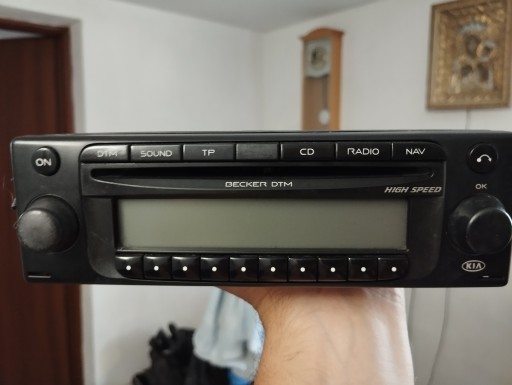 ON DTM SOUND TP CD RADIO NAV
BECKER DTM
HIGH SPEED
OK
KIA